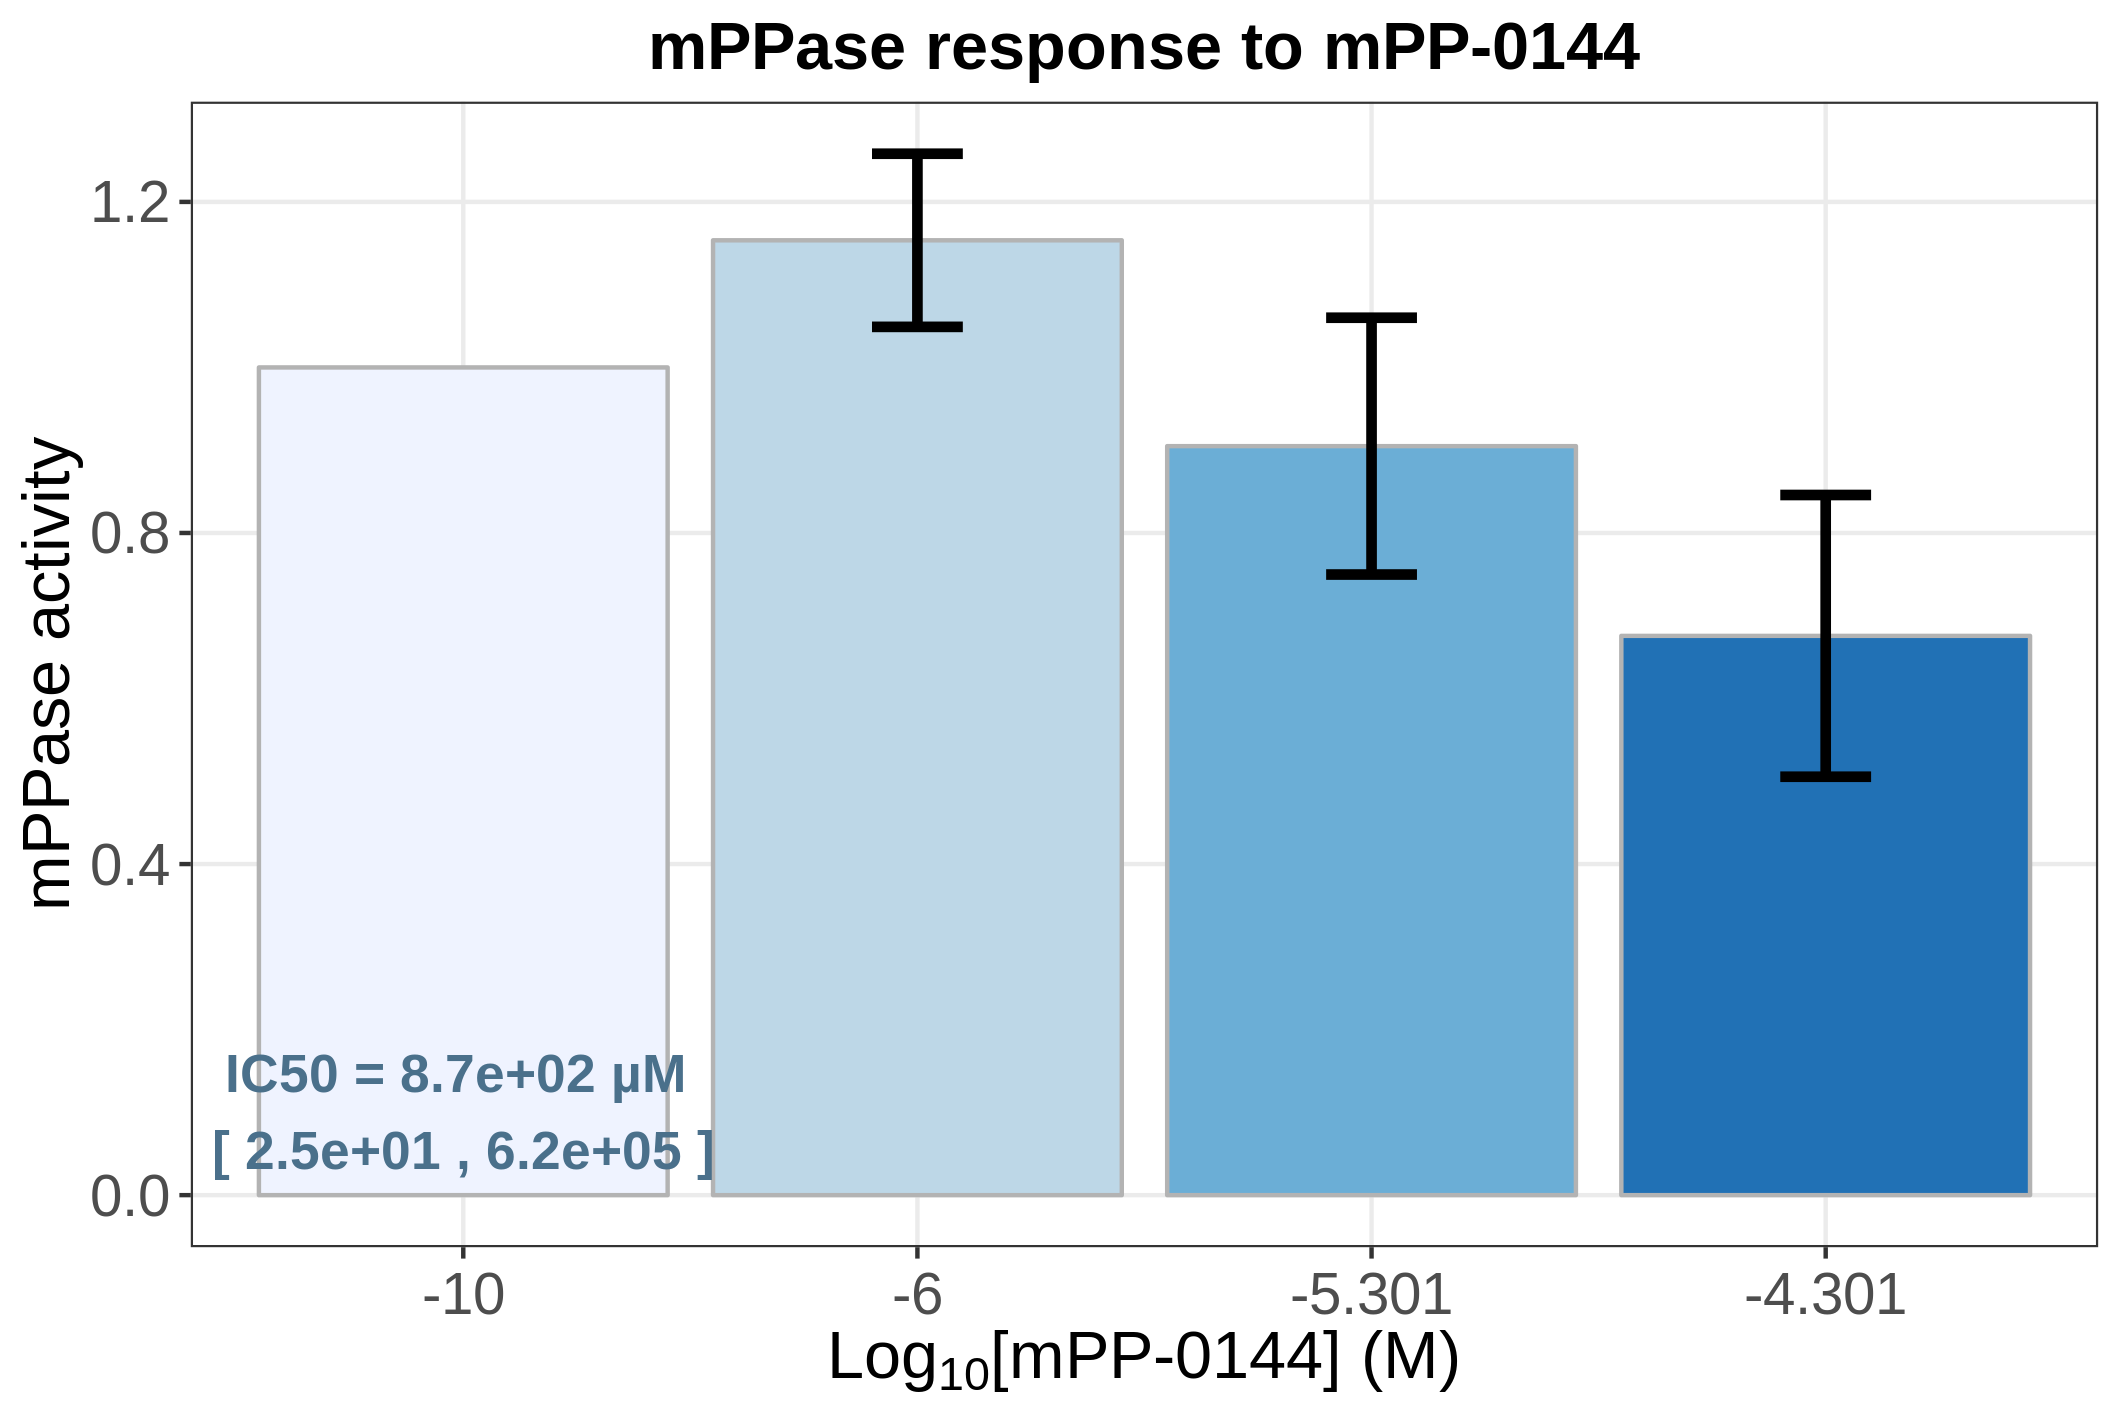 mPPase response to mPP-0144
mPPase activity
1.2
0.8
0.4
0.0
IC50 = 8.7e+02 µM
[ 2.5e+01 , 6.2e+05 ]
-10
-6
-5.301
-4.301
Log₁₀[mPP-0144] (M)